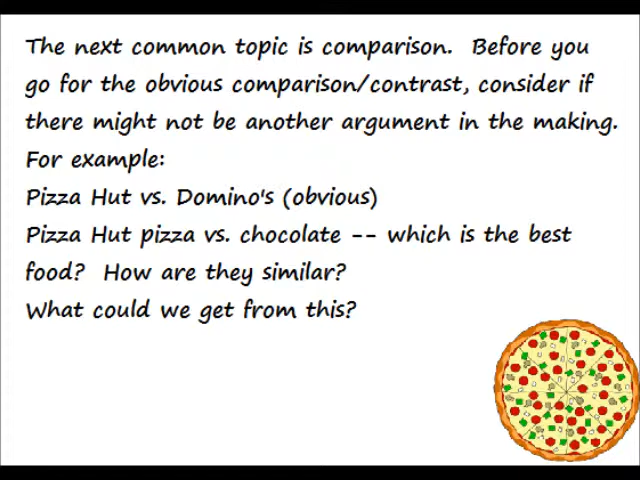 The next common topic is comparison.  Before you
go for the obvious comparison/contrast, consider if
there might not be another argument in the making.
For example:
Pizza Hut vs. Domino's (obvious)
Pizza Hut pizza vs. chocolate -- which is the best
food?  How are they similar?
What could we get from this?